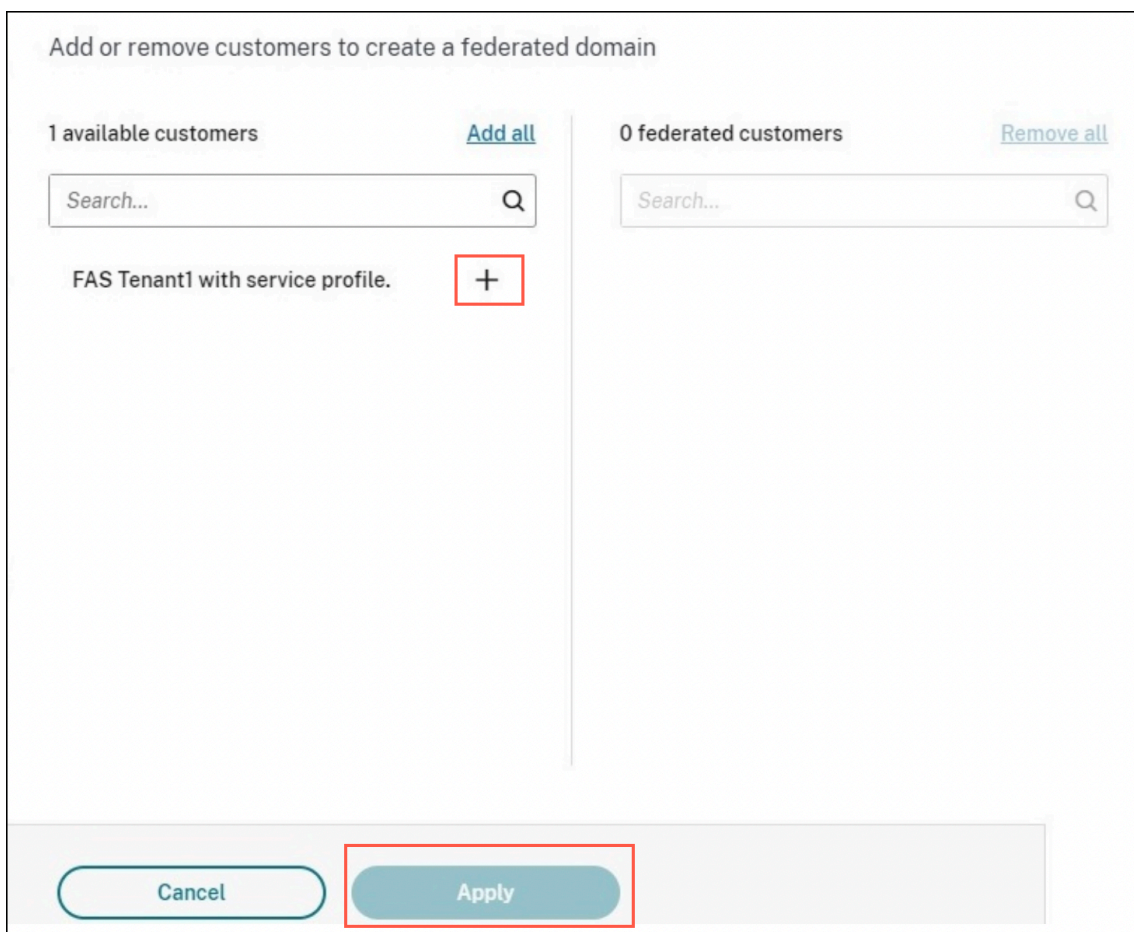 Add or remove customers to create a federated domain
1 available customers
Add all
Search...
FAS Tenant1 with service profile.
0 federated customers
Remove all
Search...
Cancel
Apply